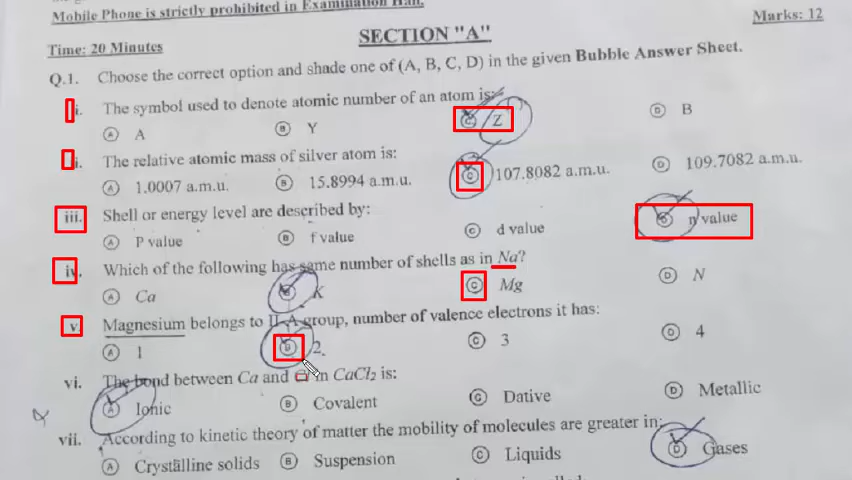 Mobile Phone is strictly prohibited in Examination Hall.
Marks: 12
Time: 20 Minutes
SECTION "A"
Q.1. Choose the correct option and shade one of (A, B, C, D) in the given Bubble Answer Sheet.
i. The symbol used to denote atomic number of an atom is:
Ⓐ A Ⓑ Y Ⓒ Z Ⓓ B
i. The relative atomic mass of silver atom is:
Ⓐ 1.0007 a.m.u. Ⓑ 15.8994 a.m.u. Ⓒ 107.8082 a.m.u. Ⓓ 109.7082 a.m.u.
iii. Shell or energy level are described by:
Ⓐ P value Ⓑ f value Ⓒ d value Ⓓ n value
iv. Which of the following has same number of shells as in Na?
Ⓐ Ca Ⓑ K Ⓒ Mg Ⓓ N
v. Magnesium belongs to II-A group, number of valence electrons it has:
Ⓐ 1 Ⓑ 2. Ⓒ 3 Ⓓ 4
vi. The bond between Ca and Cl in CaCl₂ is:
Ⓐ Ionic Ⓑ Covalent Ⓒ Dative Ⓓ Metallic
vii. According to kinetic theory of matter the mobility of molecules are greater in:
Ⓐ Crystalline solids Ⓑ Suspension Ⓒ Liquids Ⓓ Gases